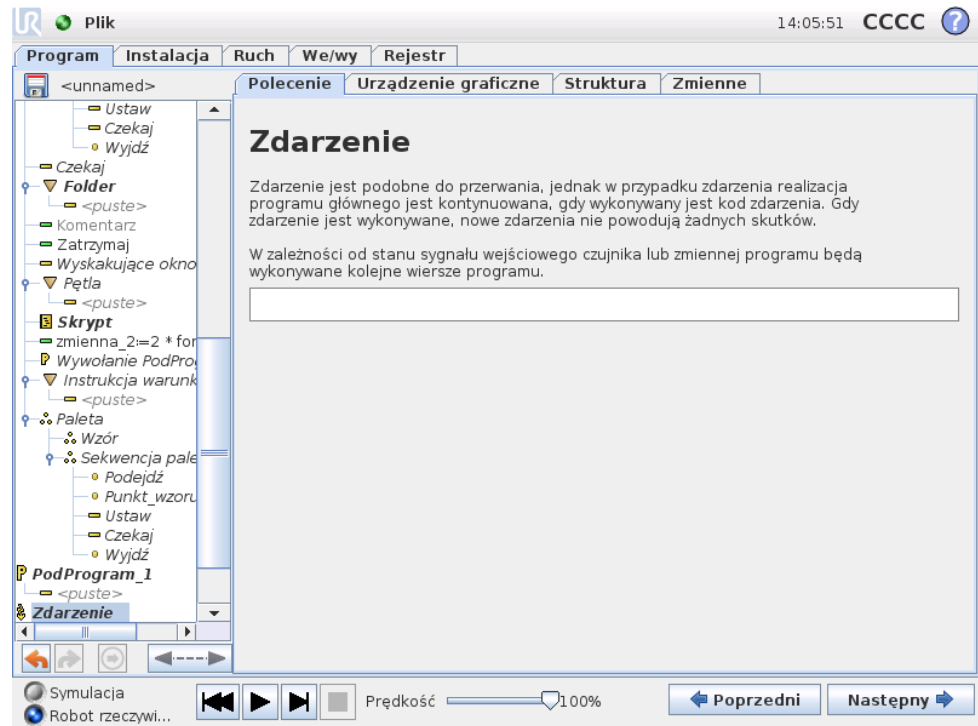 Plik
14:05:51 CCCC ?
Program Instalacja Ruch We/wy Rejestr
<unnamed>
Polecenie Urządzenie graficzne Struktura Zmienne
Ustaw
Czekaj
Wyjdź
Czekaj
Folder
<puste>
Komentarz
Zatrzymaj
Wyskakujące okno
Pętla
<puste>
Skrypt
zmienna_2:=2 * for
Wywołanie PodPro
Instrukcja warunk
<puste>
Paleta
Wzór
Sekwencja pale
Podejdź
Punkt_wzoru
Ustaw
Czekaj
Wyjdź
P PodProgram_1
<puste>
Zdarzenie
Zdarzenie
Zdarzenie jest podobne do przerwania, jednak w przypadku zdarzenia realizacja
programu głównego jest kontynuowana, gdy wykonywany jest kod zdarzenia. Gdy
zdarzenie jest wykonywane, nowe zdarzenia nie powodują żadnych skutków.
W zależności od stanu sygnału wejściowego czujnika lub zmiennej programu będą
wykonywane kolejne wiersze programu.
Symulacja
Robot rzeczywi...
Prędkość 100%
Poprzedni
Następny